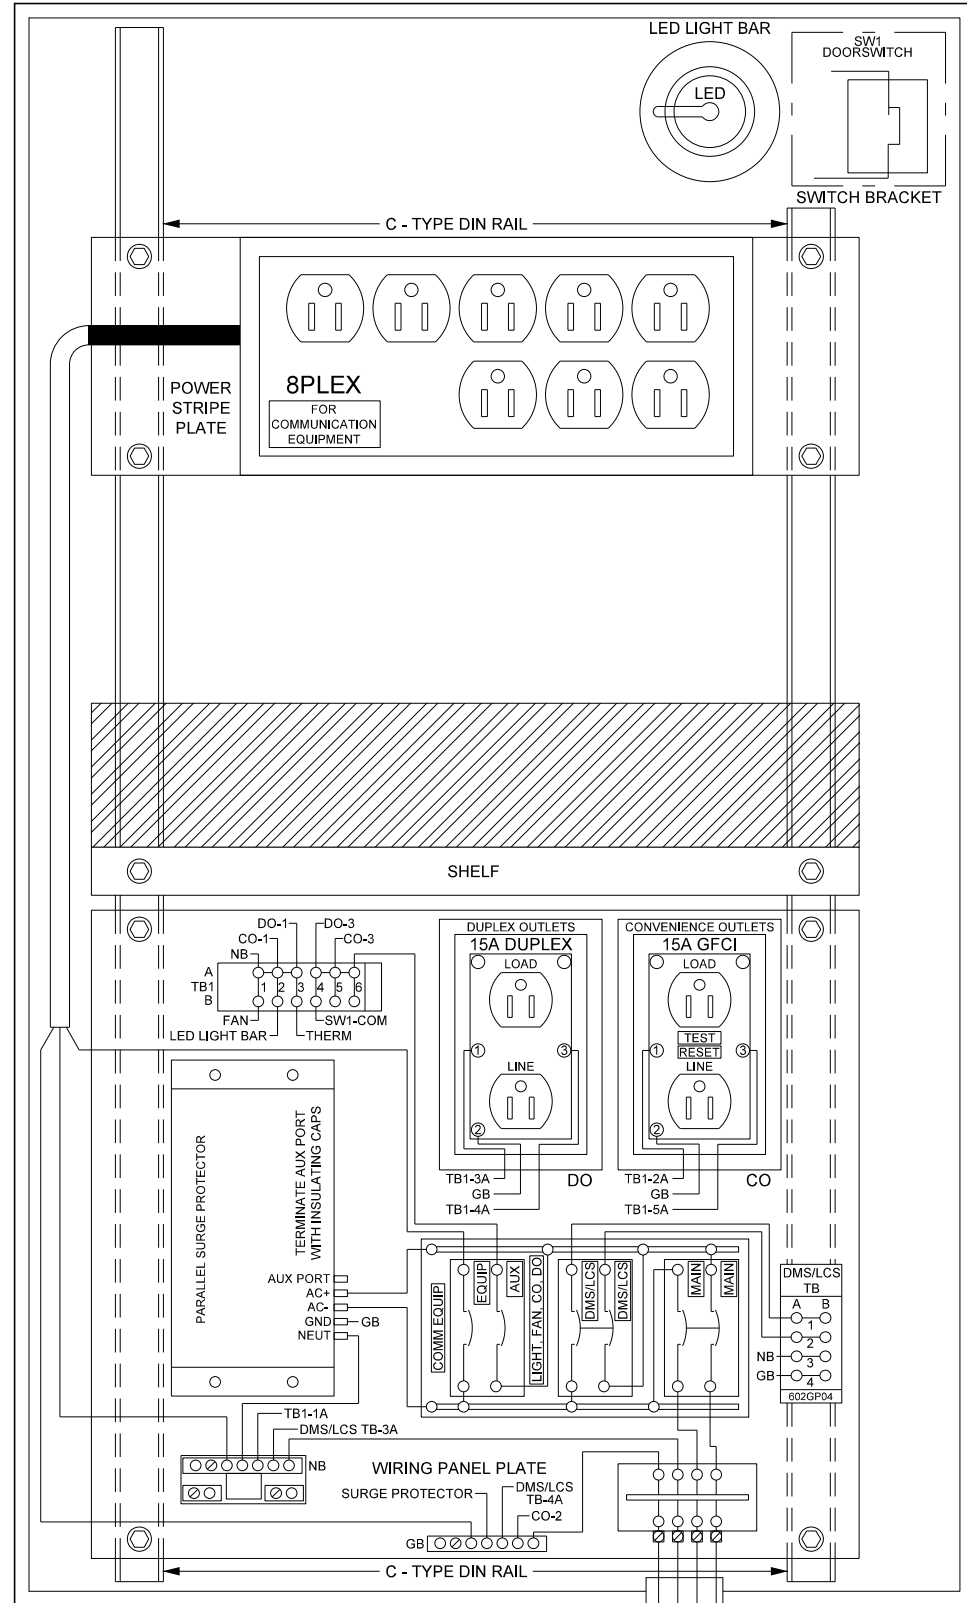 LED LIGHT BAR
LED
SW1
DOORSWITCH
SWITCH BRACKET
C - TYPE DIN RAIL
POWER
STRIPE
PLATE
8PLEX
FOR
COMMUNICATION
EQUIPMENT
SHELF
DO-1
DO-3
CO-1
CO-3
NB
A
TB1
B
1 2 3 4 5 6
FAN
SW1-COM
LED LIGHT BAR
THERM
DUPLEX OUTLETS
15A DUPLEX
LOAD
1
3
LINE
2
TB1-3A
GB
TB1-4A
DO
CONVENIENCE OUTLETS
15A GFCI
LOAD
TEST
RESET
1
3
LINE
2
TB1-2A
GB
TB1-5A
CO
PARALLEL SURGE PROTECTOR
TERMINATE AUX PORT
WITH INSULATING CAPS
AUX PORT
AC+
AC-
GND
GB
NEUT
COMM EQUIP
EQUIP
AUX
LIGHT, FAN, CO, DO
DMS/LCS
DMS/LCS
MAIN
MAIN
DMS/LCS
TB
A B
1
2
NB
3
GB
4
602GP04
TB1-1A
DMS/LCS TB-3A
NB
WIRING PANEL PLATE
SURGE PROTECTOR
DMS/LCS
TB-4A
CO-2
GB
C - TYPE DIN RAIL